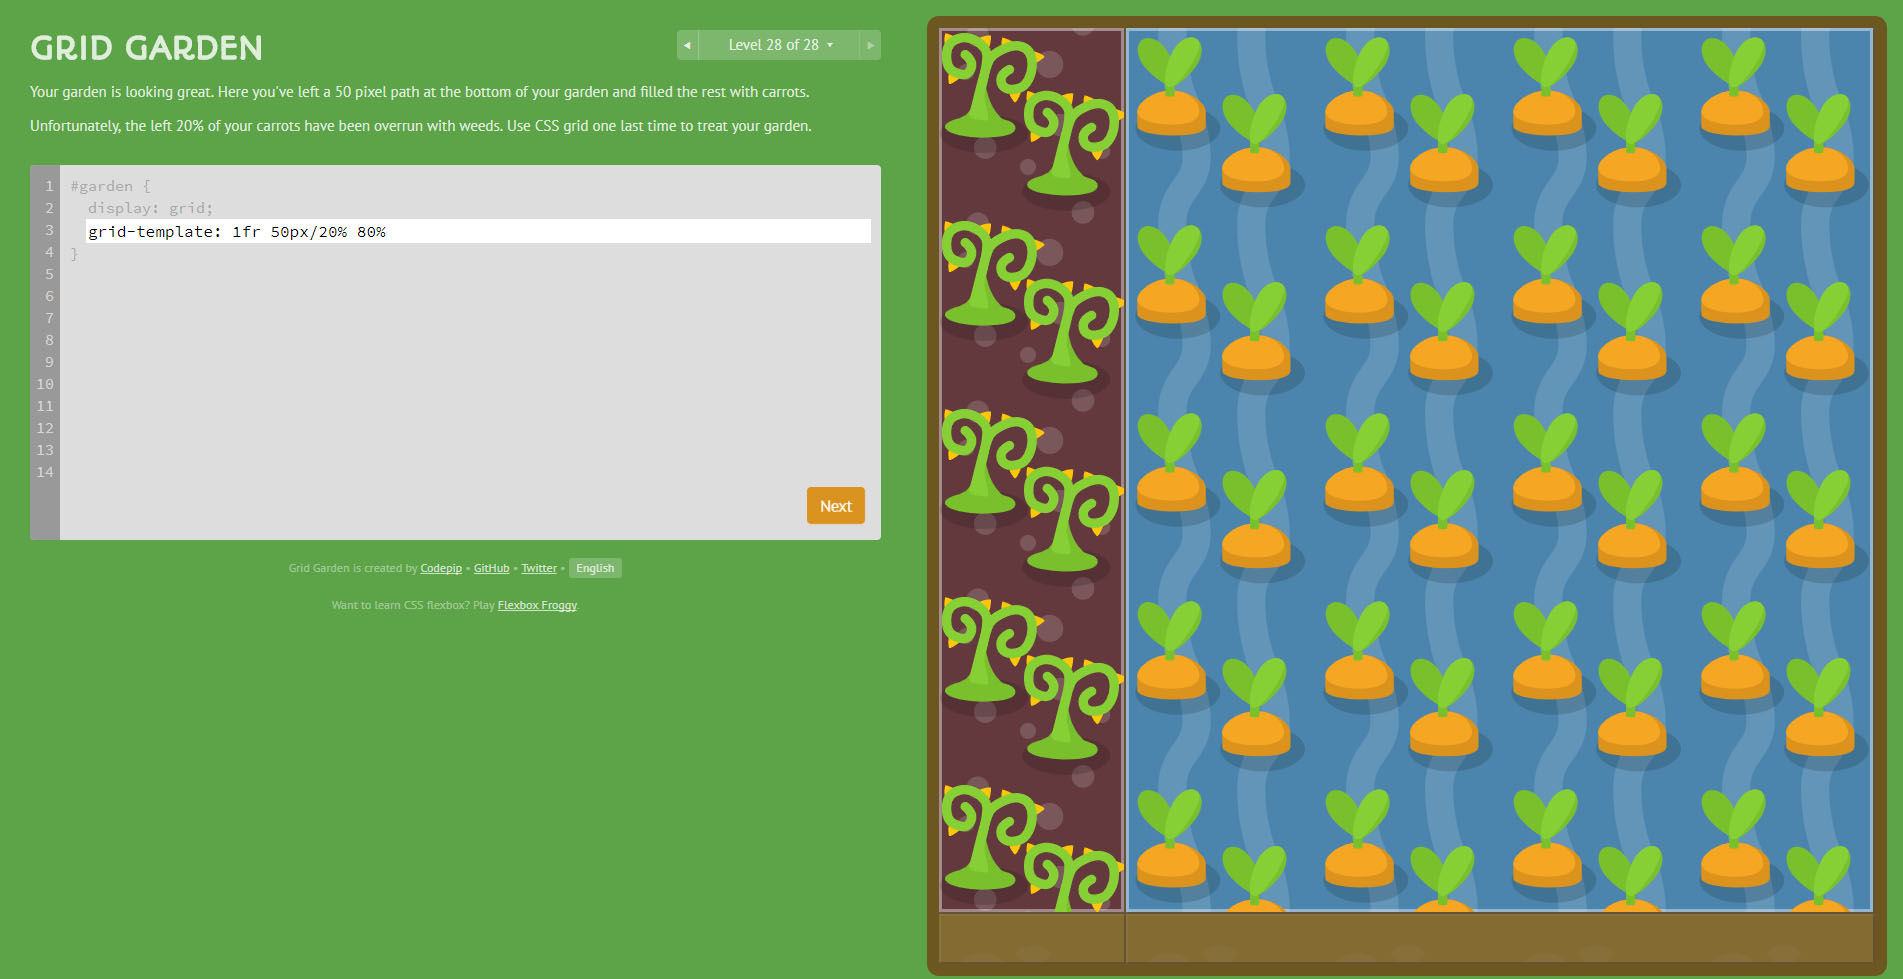 GRID GARDEN
◄ Level 28 of 28 ▾ ►
Your garden is looking great. Here you've left a 50 pixel path at the bottom of your garden and filled the rest with carrots.
Unfortunately, the left 20% of your carrots have been overrun with weeds. Use CSS grid one last time to treat your garden.
1 #garden {
2 display: grid;
3 grid-template: 1fr 50px/20% 80%
4 }
5
6
7
8
9
10
11
12
13
14
Next
Grid Garden is created by Codepip • GitHub • Twitter • English
Want to learn CSS flexbox? Play Flexbox Froggy.